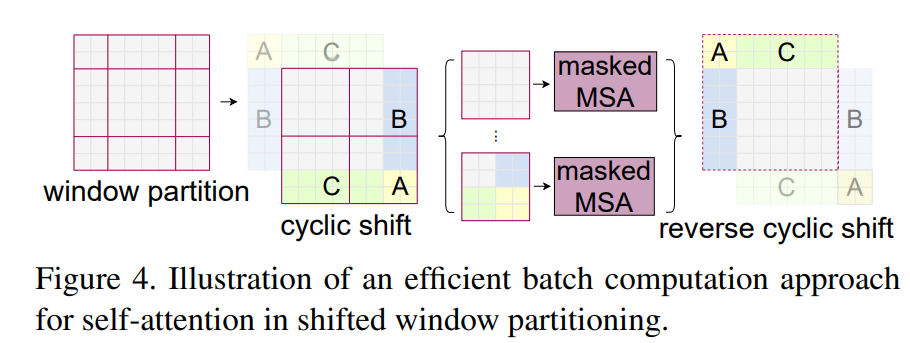 A C
B
B
C A
window partition
cyclic shift
masked
MSA
⋮
masked
MSA
A C
B
B
C A
reverse cyclic shift
Figure 4. Illustration of an efficient batch computation approach
for self-attention in shifted window partitioning.